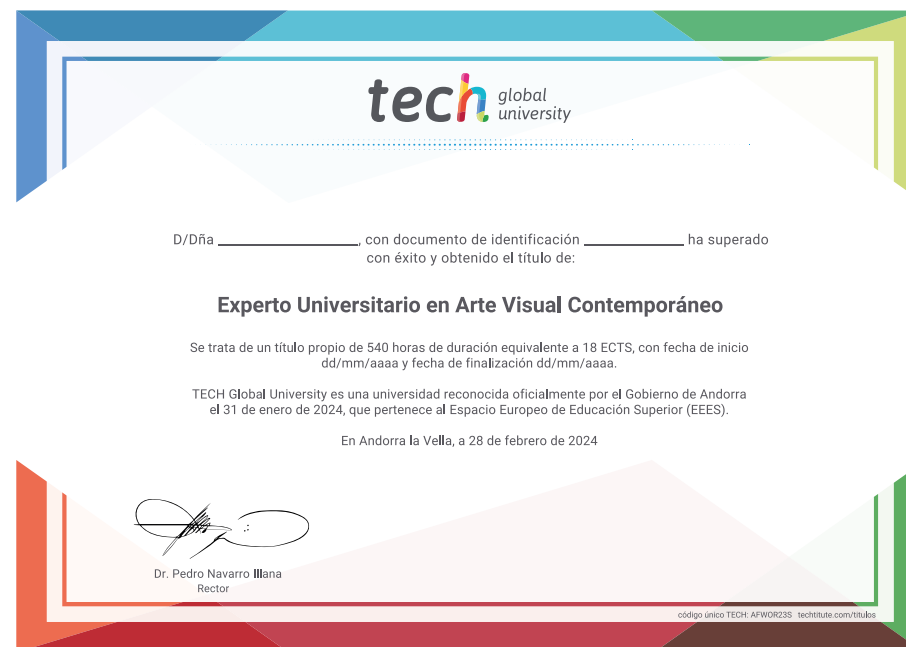 tech global university
D/Dña ____________________, con documento de identificación ______________ ha superado
con éxito y obtenido el título de:
Experto Universitario en Arte Visual Contemporáneo
Se trata de un título propio de 540 horas de duración equivalente a 18 ECTS, con fecha de inicio
dd/mm/aaaa y fecha de finalización dd/mm/aaaa.
TECH Global University es una universidad reconocida oficialmente por el Gobierno de Andorra
el 31 de enero de 2024, que pertenece al Espacio Europeo de Educación Superior (EEES).
En Andorra la Vella, a 28 de febrero de 2024
Dr. Pedro Navarro Illana
Rector
código único TECH: AFWOR23S techtitute.com/titulos